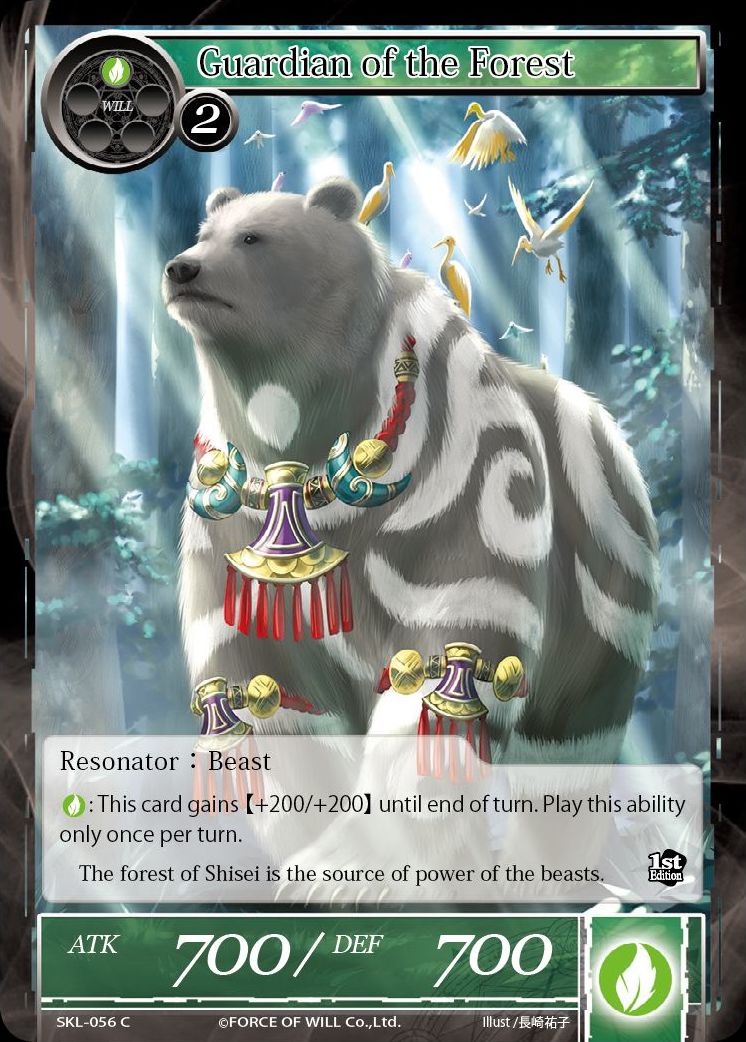 Guardian of the Forest
WILL
2
Resonator : Beast
: This card gains 【+200/+200】 until end of turn. Play this ability
only once per turn.
The forest of Shisei is the source of power of the beasts.
1st
Edition
ATK 700 / DEF 700
SKL-056 C ©FORCE OF WILL Co.,Ltd. Illust /長崎祐子